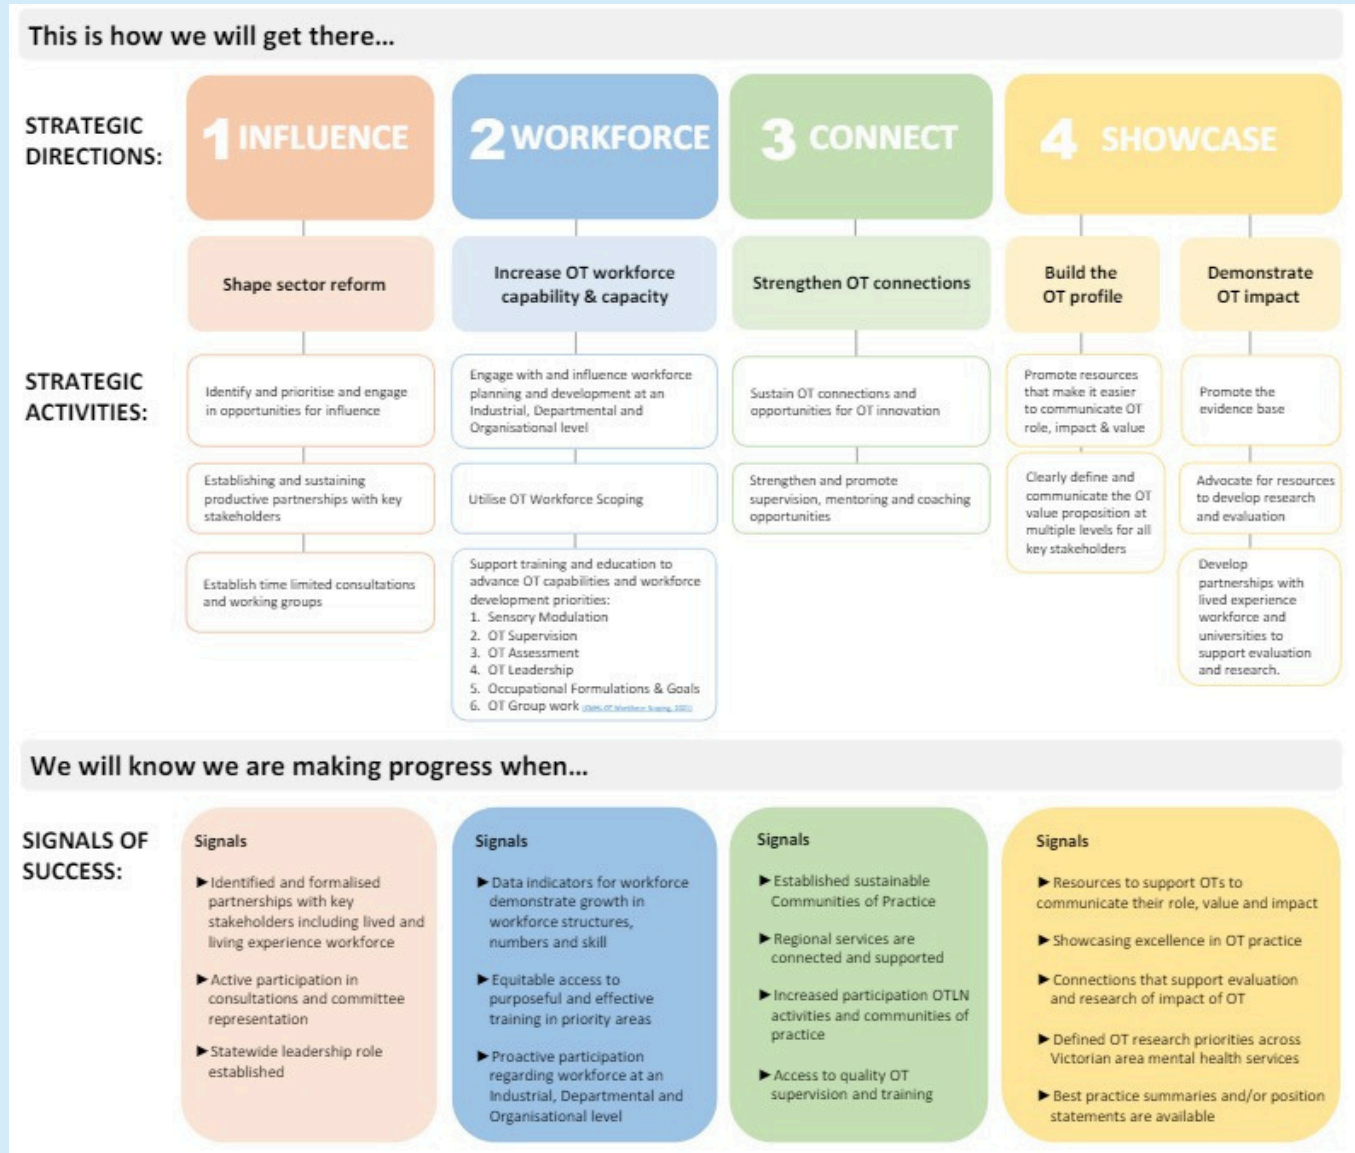 This is how we will get there...
STRATEGIC
DIRECTIONS:
1 INFLUENCE
2 WORKFORCE
3 CONNECT
4 SHOWCASE
Shape sector reform
Increase OT workforce
capability & capacity
Strengthen OT connections
Build the
OT profile
Demonstrate
OT impact
STRATEGIC
ACTIVITIES:
Identify and prioritise and engage
in opportunities for influence
Establishing and sustaining
productive partnerships with key
stakeholders
Establish time limited consultations
and working groups
Engage with and influence workforce
planning and development at an
Industrial, Departmental and
Organisational level
Utilise OT Workforce Scoping
Support training and education to
advance OT capabilities and workforce
development priorities:
1. Sensory Modulation
2. OT Supervision
3. OT Assessment
4. OT Leadership
5. Occupational Formulations & Goals
6. OT Group work
Sustain OT connections and
opportunities for OT innovation
Strengthen and promote
supervision, mentoring and coaching
opportunities
Promote resources
that make it easier
to communicate OT
role, impact & value
Clearly define and
communicate the OT
value proposition at
multiple levels for all
key stakeholders
Promote the
evidence base
Advocate for resources
to develop research
and evaluation
Develop
partnerships with
lived experience
workforce and
universities to
support evaluation
and research.
We will know we are making progress when...
SIGNALS OF
SUCCESS:
Signals
►Identified and formalised
partnerships with key
stakeholders including lived and
living experience workforce
►Active participation in
consultations and committee
representation
►Statewide leadership role
established
Signals
►Data indicators for workforce
demonstrate growth in
workforce structures,
numbers and skill
►Equitable access to
purposeful and effective
training in priority areas
►Proactive participation
regarding workforce at an
Industrial, Departmental and
Organisational level
Signals
►Established sustainable
Communities of Practice
►Regional services are
connected and supported
►Increased participation OTLN
activities and communities of
practice
►Access to quality OT
supervision and training
Signals
►Resources to support OTs to
communicate their role, value and impact
►Showcasing excellence in OT practice
►Connections that support evaluation
and research of impact of OT
►Defined OT research priorities across
Victorian area mental health services
►Best practice summaries and/or position
statements are available